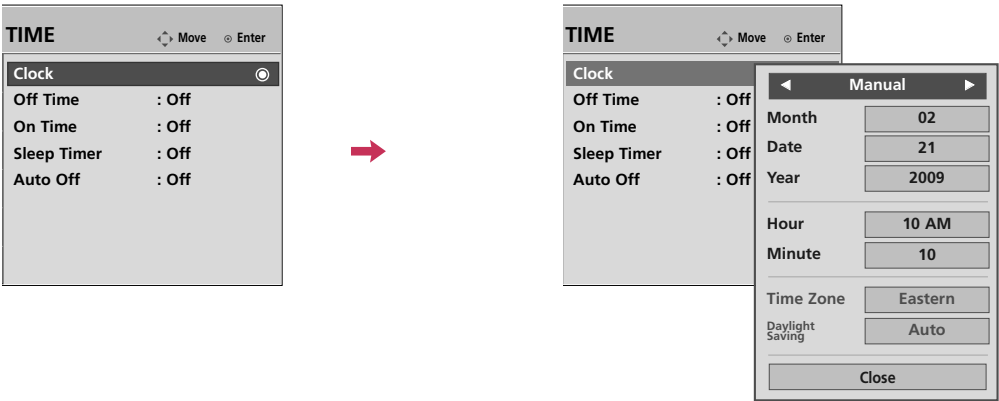 TIME Move Enter
Clock
Off Time : Off
On Time : Off
Sleep Timer : Off
Auto Off : Off
TIME Move Enter
Clock
Off Time : Off
On Time : Off
Sleep Timer : Off
Auto Off : Off
Manual
Month 02
Date 21
Year 2009
Hour 10 AM
Minute 10
Time Zone Eastern
Daylight
Saving Auto
Close